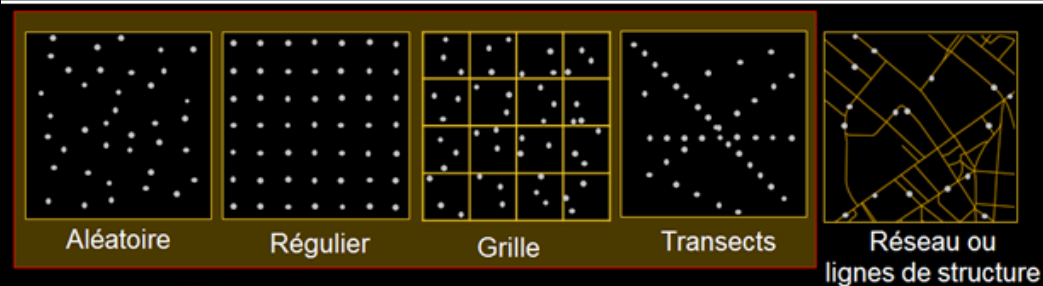 Aléatoire
Régulier
Grille
Transects
Réseau ou
lignes de structure